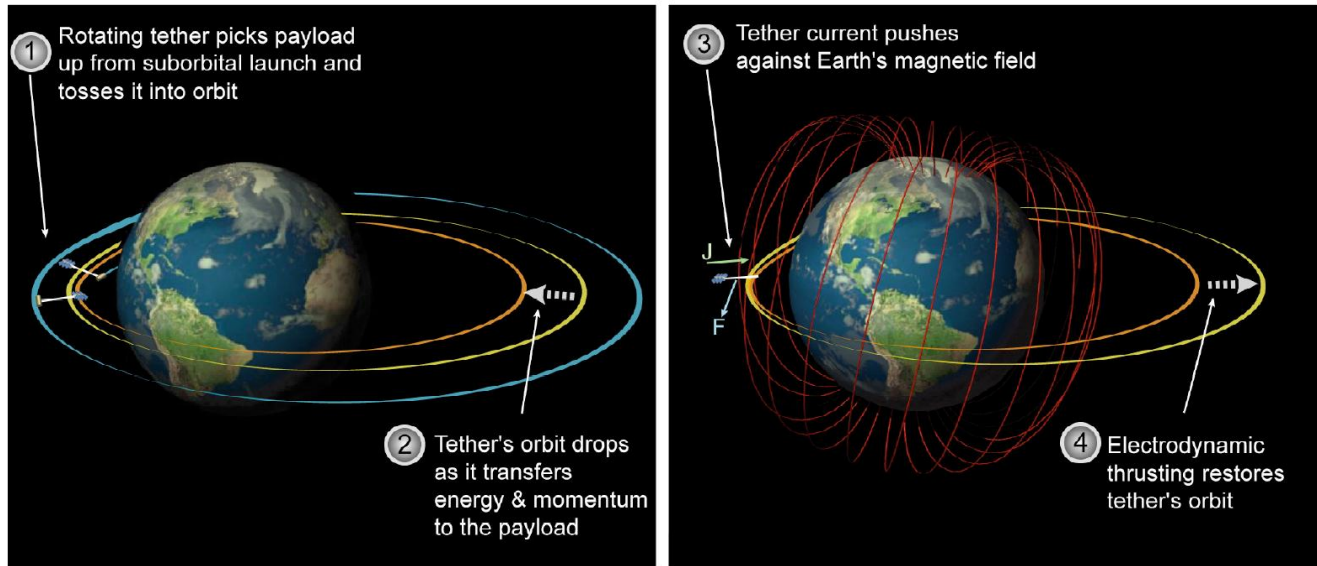 1
Rotating tether picks payload
up from suborbital launch and
tosses it into orbit
2
Tether's orbit drops
as it transfers
energy & momentum
to the payload
3
Tether current pushes
against Earth's magnetic field
J
F
4
Electrodynamic
thrusting restores
tether's orbit